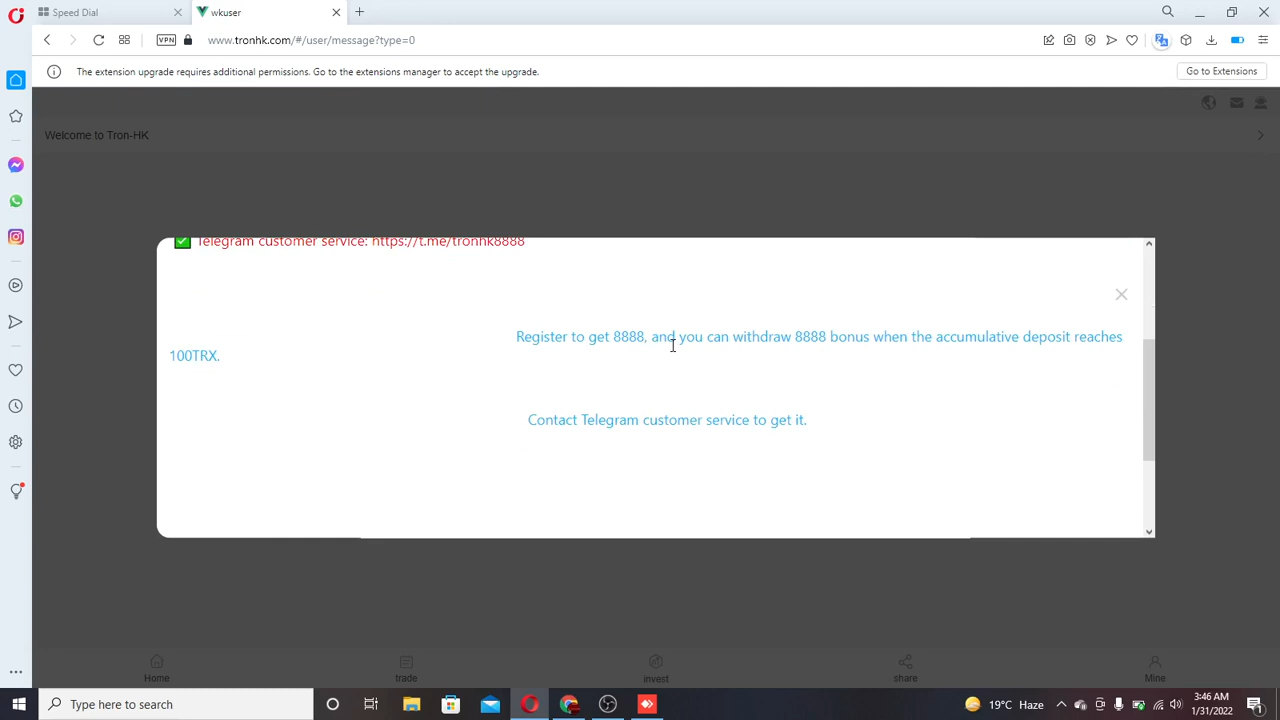 Speed Dial
wkuser
VPN
www.tronhk.com/#/user/message?type=0
The extension upgrade requires additional permissions. Go to the extensions manager to accept the upgrade.
Go to Extensions
Welcome to Tron-HK
Telegram customer service: https://t.me/tronhk8888
Register to get 8888, and you can withdraw 8888 bonus when the accumulative deposit reaches
100TRX.
Contact Telegram customer service to get it.
Home
trade
invest
share
Mine
Type here to search
19°C Haze
3:46 AM
1/31/2022
1